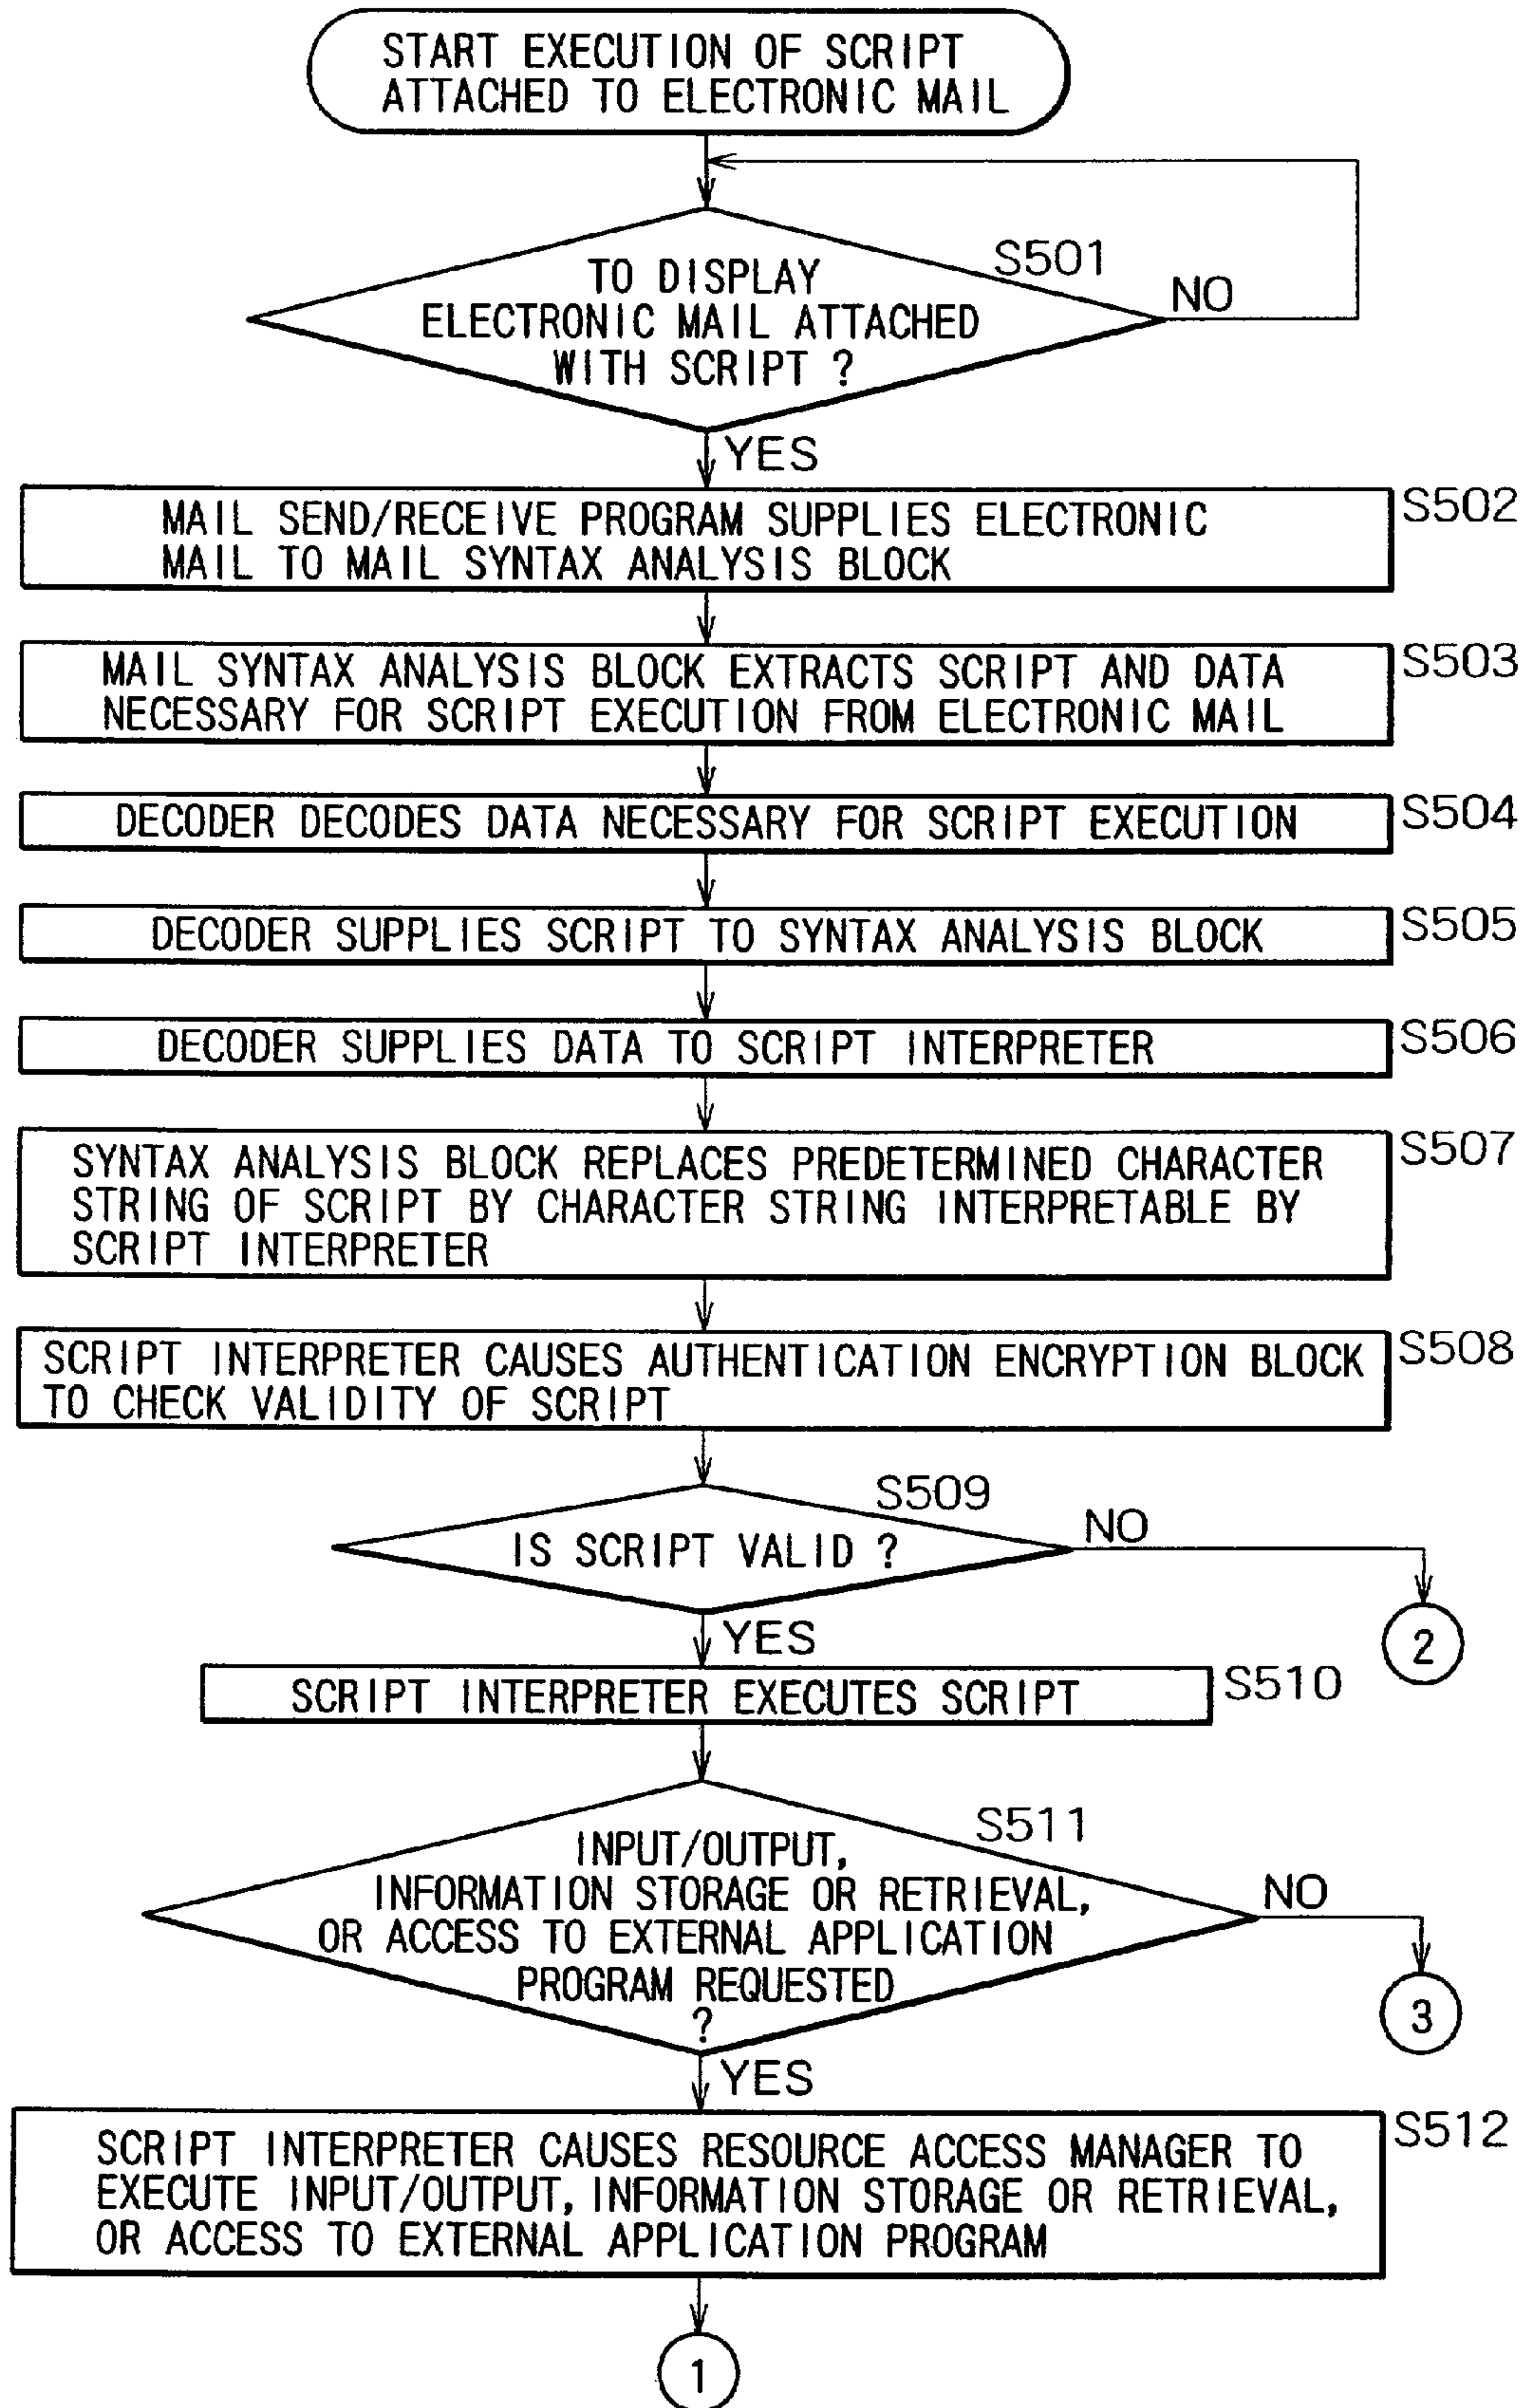 START EXECUTION OF SCRIPT
ATTACHED TO ELECTRONIC MAIL
S501
TO DISPLAY
ELECTRONIC MAIL ATTACHED
WITH SCRIPT ?
NO
YES
S502
MAIL SEND/RECEIVE PROGRAM SUPPLIES ELECTRONIC
MAIL TO MAIL SYNTAX ANALYSIS BLOCK
S503
MAIL SYNTAX ANALYSIS BLOCK EXTRACTS SCRIPT AND DATA
NECESSARY FOR SCRIPT EXECUTION FROM ELECTRONIC MAIL
S504
DECODER DECODES DATA NECESSARY FOR SCRIPT EXECUTION
S505
DECODER SUPPLIES SCRIPT TO SYNTAX ANALYSIS BLOCK
S506
DECODER SUPPLIES DATA TO SCRIPT INTERPRETER
S507
SYNTAX ANALYSIS BLOCK REPLACES PREDETERMINED CHARACTER
STRING OF SCRIPT BY CHARACTER STRING INTERPRETABLE BY
SCRIPT INTERPRETER
S508
SCRIPT INTERPRETER CAUSES AUTHENTICATION ENCRYPTION BLOCK
TO CHECK VALIDITY OF SCRIPT
S509
IS SCRIPT VALID ?
NO
2
YES
S510
SCRIPT INTERPRETER EXECUTES SCRIPT
S511
INPUT/OUTPUT,
INFORMATION STORAGE OR RETRIEVAL,
OR ACCESS TO EXTERNAL APPLICATION
PROGRAM REQUESTED
?
NO
3
YES
S512
SCRIPT INTERPRETER CAUSES RESOURCE ACCESS MANAGER TO
EXECUTE INPUT/OUTPUT, INFORMATION STORAGE OR RETRIEVAL,
OR ACCESS TO EXTERNAL APPLICATION PROGRAM
1